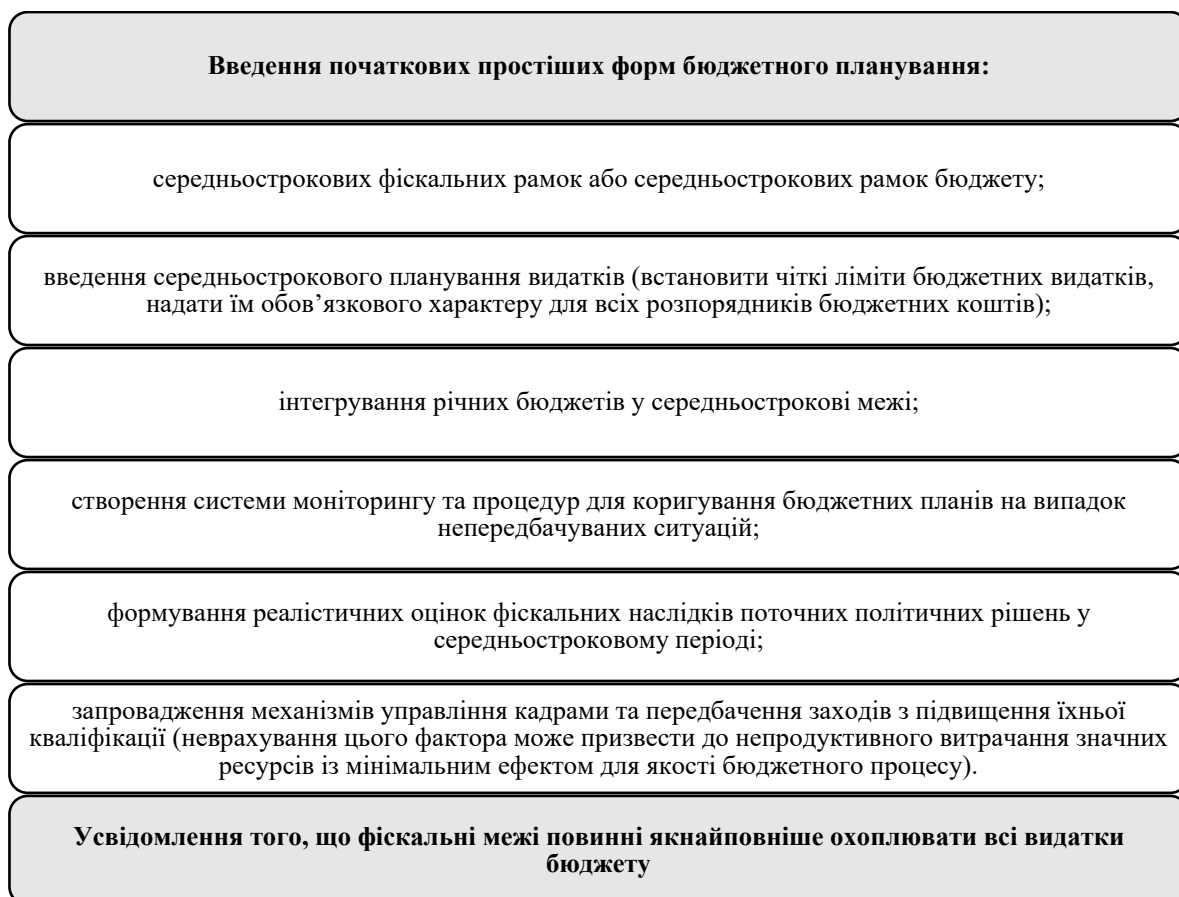 Введення початкових простіших форм бюджетного планування:
середньострокових фіскальних рамок або середньострокових рамок бюджету;
введення середньострокового планування видатків (встановити чіткі ліміти бюджетних видатків,
надати їм обов’язкового характеру для всіх розпорядників бюджетних коштів);
інтегрування річних бюджетів у середньострокові межі;
створення системи моніторингу та процедур для коригування бюджетних планів на випадок
непередбачуваних ситуацій;
формування реалістичних оцінок фіскальних наслідків поточних політичних рішень у
середньостроковому періоді;
запровадження механізмів управління кадрами та передбачення заходів з підвищення їхньої
кваліфікації (неврахування цього фактора може призвести до непродуктивного витрачання значних
ресурсів із мінімальним ефектом для якості бюджетного процесу).
Усвідомлення того, що фіскальні межі повинні якнайповніше охоплювати всі видатки
бюджету